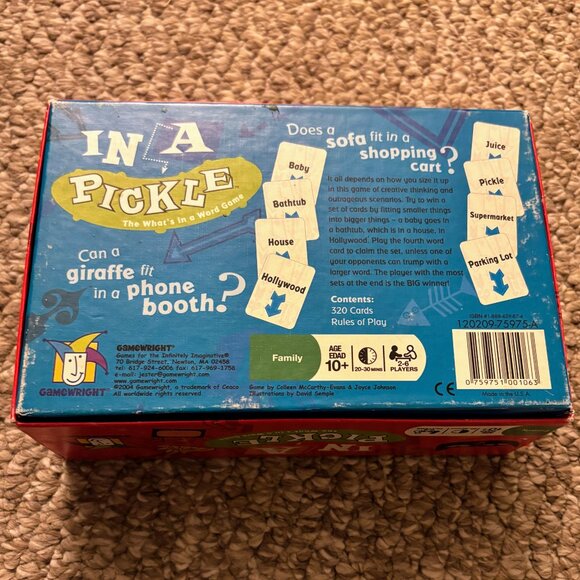 IN A
PICKLE
The What's in a Word Game
Can a
giraffe fit
in a phone
booth?
Does a
sofa fit in a
shopping
cart?
It all depends on how you size it up
in this game of creative thinking and
outrageous scenarios. Try to win a
set of cards by fitting smaller things
into bigger things – a baby goes in
a bathtub, which is in a house, in
Hollywood. Play the fourth word
card to claim the set, unless one of
your opponents can trump with a
larger word. The player with the most
sets at the end is the BIG winner!
Contents:
320 Cards
Rules of Play
Baby
Bathtub
House
Hollywood
Juice
Pickle
Supermarket
Parking Lot
GAMEWRIGHT
GAMEWRIGHT®
Games for the Infinitely Imaginative®
70 Bridge Street, Newton, MA 02458
tel: 617-924-6006 fax: 617-969-3756
e-mail: jester@gamewright.com
www.gamewright.com
©2004 Gamewright, a trademark of Ceaco
All worldwide rights reserved.
Family
AGE
EDAD
10+
20-30 MINS
2-6
PLAYERS
Game by Colleen McCarthy-Evans & Joyce Johnson
Illustrations by David Semple
120209-75975-A
0 759751 001063
Made in the U.S.A.
IN A
PICKLE